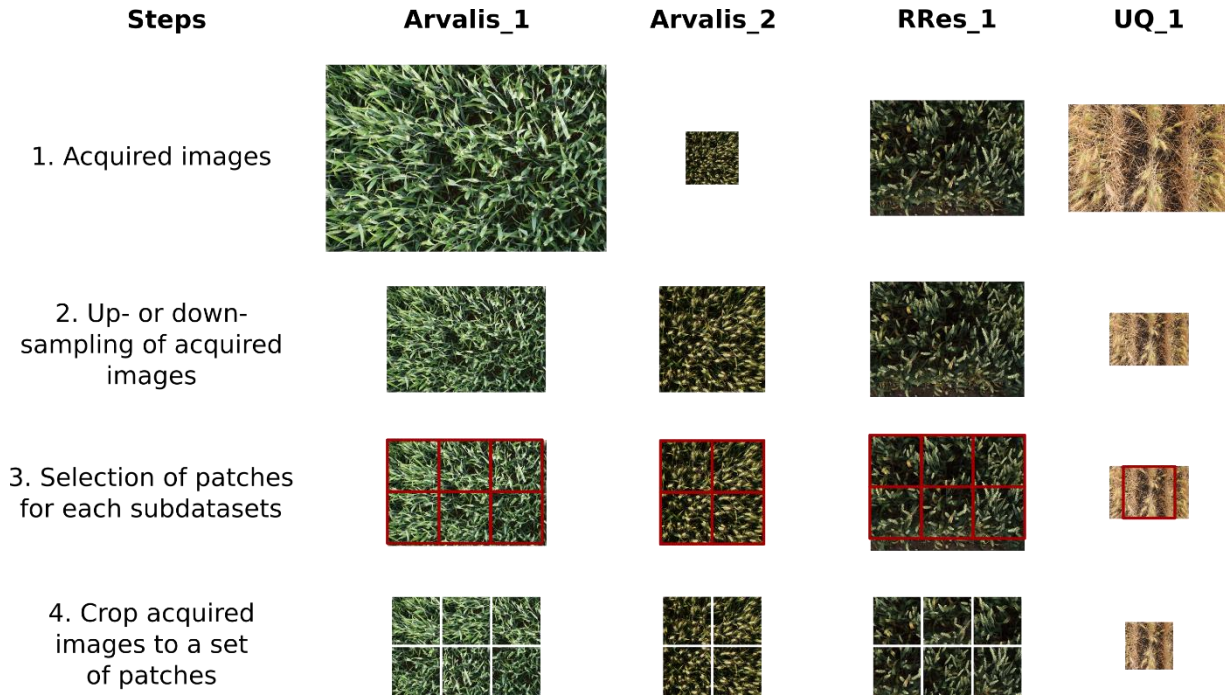 Steps Arvalis_1 Arvalis_2 RRes_1 UQ_1
1. Acquired images
2. Up- or down-
sampling of acquired
images
3. Selection of patches
for each subdatasets
4. Crop acquired
images to a set
of patches